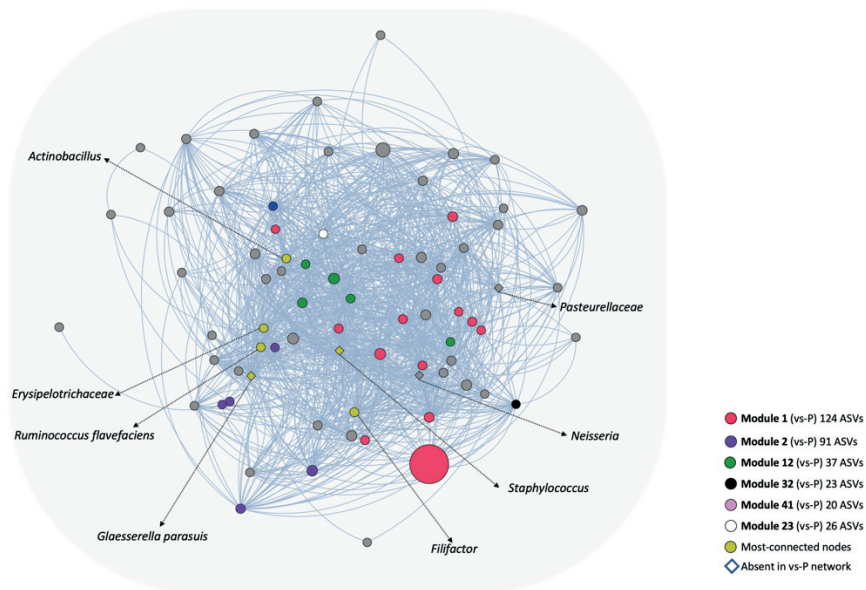 Actinobacillus
Pasteurellaceae
Erysipelotrichaceae
Ruminococcus flavefaciens
Neisseria
Staphylococcus
Glaesserella parasuis
Filifactor
Module 1 (vs-P) 124 ASVs
Module 2 (vs-P) 91 ASVs
Module 12 (vs-P) 37 ASVs
Module 32 (vs-P) 23 ASVs
Module 41 (vs-P) 20 ASVs
Module 23 (vs-P) 26 ASVs
Most-connected nodes
Absent in vs-P network